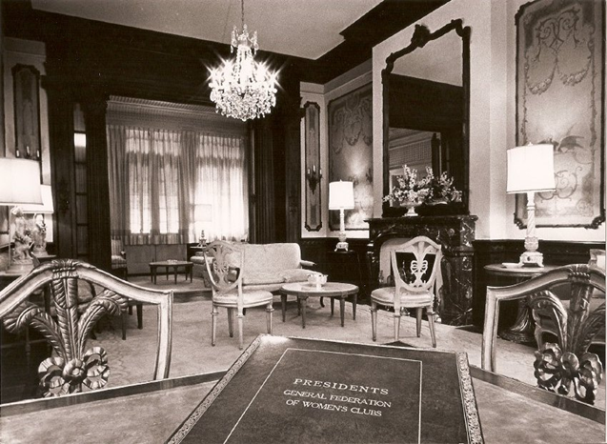 PRESIDENTS
GENERAL FEDERATION
OF WOMEN'S CLUBS